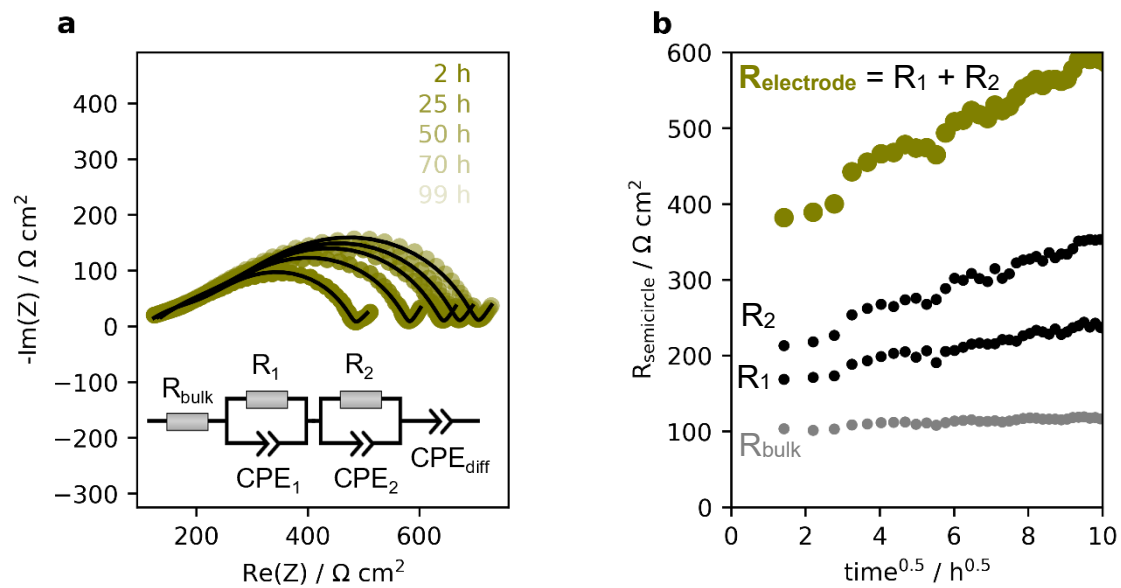 a
2 h
25 h
50 h
70 h
99 h
400
300
200
100
0
−100
−200
−300
-Im(Z) / Ω cm²
R₁
R₂
R_bulk
CPE₁
CPE₂
CPE_diff
200
400
600
Re(Z) / Ω cm²
b
600
500
400
300
200
100
0
R_semicircle / Ω cm²
R_electrode = R₁ + R₂
R₂
R₁
R_bulk
0
2
4
6
8
10
time^0.5 / h^0.5